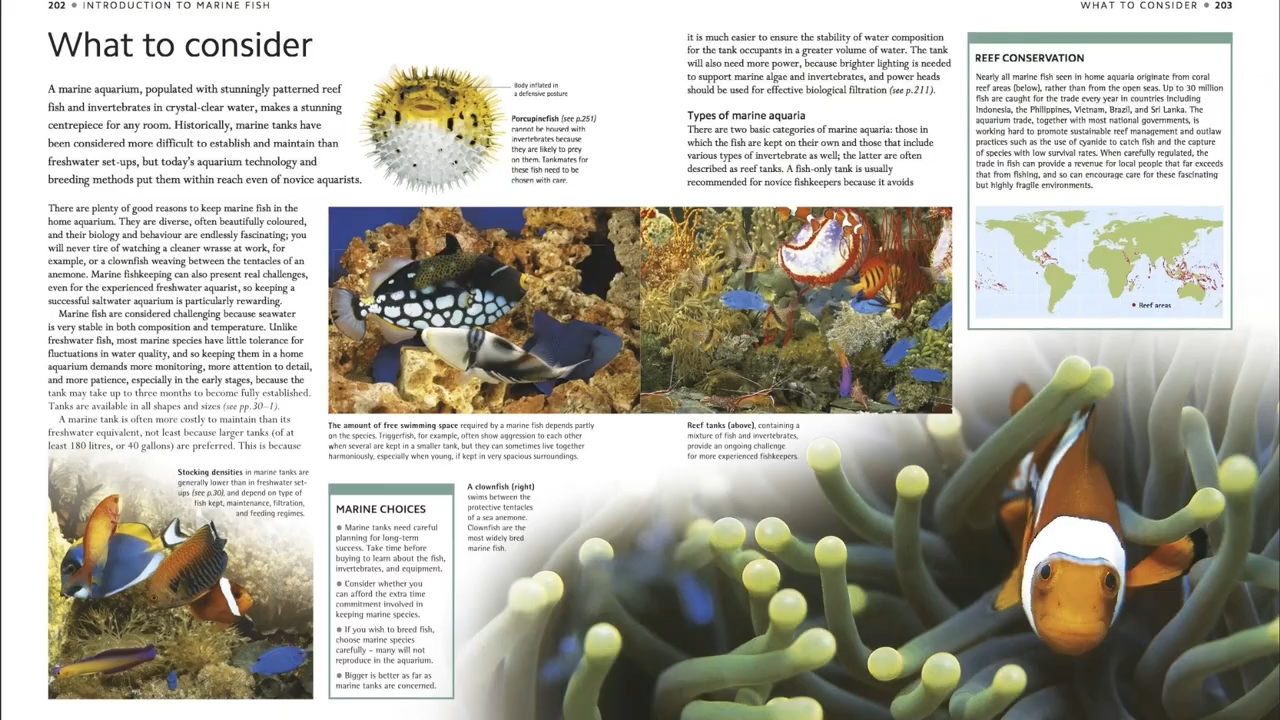 202 • INTRODUCTION TO MARINE FISH
WHAT TO CONSIDER • 203
What to consider
A marine aquarium, populated with stunningly patterned reef
fish and invertebrates in crystal-clear water, makes a stunning
centrepiece for any room. Historically, marine tanks have
been considered more difficult to establish and maintain than
freshwater set-ups, but today's aquarium technology and
breeding methods put them within reach even of novice aquarists.
There are plenty of good reasons to keep marine fish in the
home aquarium. They are diverse, often beautifully coloured,
and their biology and behaviour are endlessly fascinating; you
will never tire of watching a cleaner wrasse at work, for
example, or a clownfish weaving between the tentacles of an
anemone. Marine fishkeeping can also present real challenges,
even for the experienced freshwater aquarist, so keeping a
successful saltwater aquarium is particularly rewarding.
Marine fish are considered challenging because seawater
is very stable in both composition and temperature. Unlike
freshwater fish, most marine species have little tolerance for
fluctuations in water quality, and so keeping them in a home
aquarium demands more monitoring, more attention to detail,
and more patience, especially in the early stages, because the
tank may take up to three months to become fully established.
Tanks are available in all shapes and sizes (see pp.30–1).
A marine tank is often more costly to maintain than its
freshwater equivalent, not least because larger tanks (of at
least 180 litres, or 40 gallons) are preferred. This is because
Stocking densities in marine tanks are
generally lower than in freshwater set-
ups (see p.30), and depend on type of
fish kept, maintenance, filtration,
and feeding regimes.
Body inflated in
a defensive posture
Porcupinefish (see p.251)
cannot be housed with
invertebrates because
they are likely to prey
on them. Tankmates for
these fish need to be
chosen with care.
The amount of free swimming space required by a marine fish depends partly
on the species. Triggerfish, for example, often show aggression to each other
when several are kept in a smaller tank, but they can sometimes live together
harmoniously, especially when young, if kept in very spacious surroundings.
MARINE CHOICES
• Marine tanks need careful
planning for long-term
success. Take time before
buying to learn about the fish,
invertebrates, and equipment.
• Consider whether you
can afford the extra time
commitment involved in
keeping marine species.
• If you wish to breed fish,
choose marine species
carefully – many will not
reproduce in the aquarium.
• Bigger is better as far as
marine tanks are concerned.
A clownfish (right)
swims between the
protective tentacles
of a sea anemone.
Clownfish are the
most widely bred
marine fish.
it is much easier to ensure the stability of water composition
for the tank occupants in a greater volume of water. The tank
will also need more power, because brighter lighting is needed
to support marine algae and invertebrates, and power heads
should be used for effective biological filtration (see p.211).
Types of marine aquaria
There are two basic categories of marine aquaria: those in
which the fish are kept on their own and those that include
various types of invertebrate as well; the latter are often
described as reef tanks. A fish-only tank is usually
recommended for novice fishkeepers because it avoids
Reef tanks (above), containing a
mixture of fish and invertebrates,
provide an ongoing challenge
for more experienced fishkeepers.
REEF CONSERVATION
Nearly all marine fish seen in home aquaria originate from coral
reef areas (below), rather than from the open seas. Up to 30 million
fish are caught for the trade every year in countries including
Indonesia, the Philippines, Vietnam, Brazil, and Sri Lanka. The
aquarium trade, together with most national governments, is
working hard to promote sustainable reef management and outlaw
practices such as the use of cyanide to catch fish and the capture
of species with low survival rates. When carefully regulated, the
trade in fish can provide a revenue for local people that far exceeds
that from fishing, and so can encourage care for these fascinating
but highly fragile environments.
• Reef areas